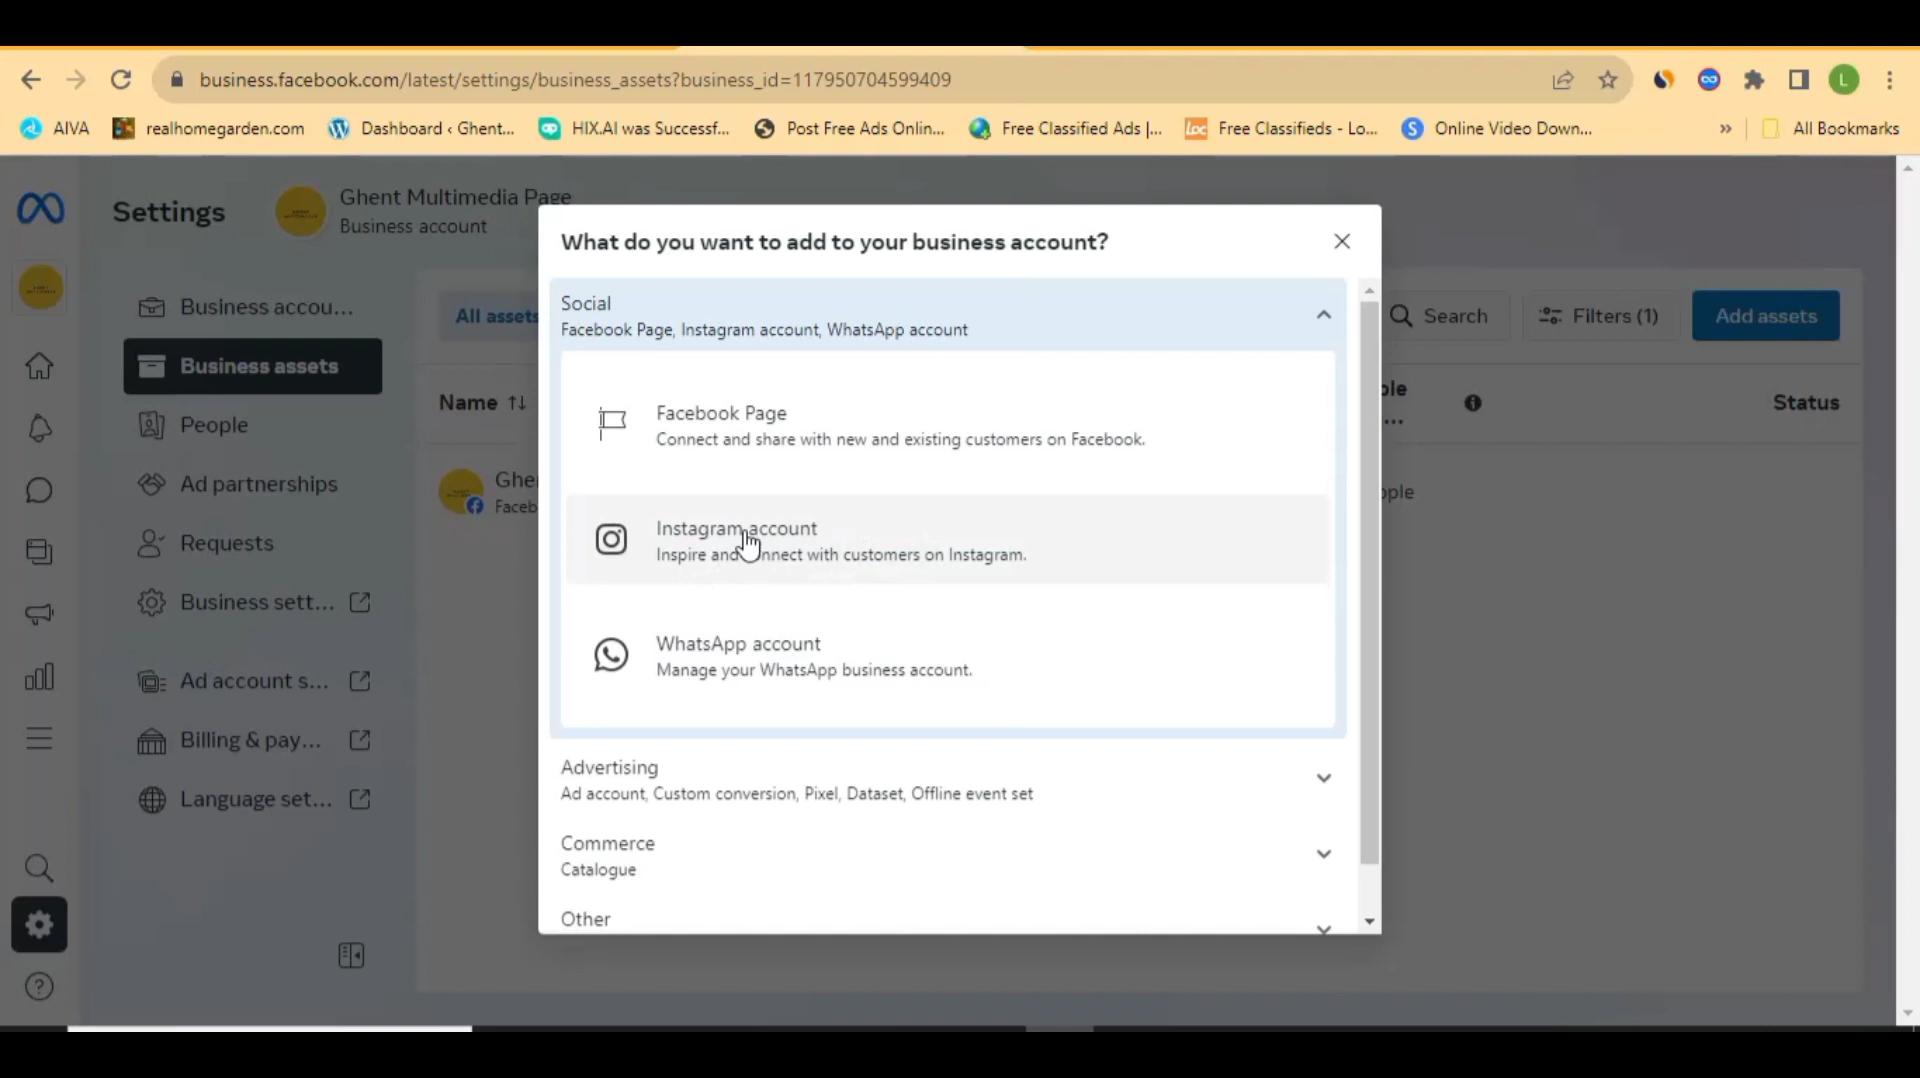 business.facebook.com/latest/settings/business_assets?business_id=117950704599409
L
AIVA
realhomegarden.com
Dashboard ‹ Ghent...
HIX.AI was Successf...
Post Free Ads Onlin...
Free Classified Ads |...
Free Classifieds - Lo...
Online Video Down...
»
All Bookmarks
Settings
Ghent Multimedia Page
Business account
What do you want to add to your business account?
Business accou...
Business assets
People
Ad partnerships
Requests
Business sett...
Ad account s...
Billing & pay...
Language set...
All assets
Search
Filters (1)
Add assets
Name
Status
Social
Facebook Page, Instagram account, WhatsApp account
Facebook Page
Connect and share with new and existing customers on Facebook.
Instagram account
Inspire and connect with customers on Instagram.
WhatsApp account
Manage your WhatsApp business account.
Advertising
Ad account, Custom conversion, Pixel, Dataset, Offline event set
Commerce
Catalogue
Other